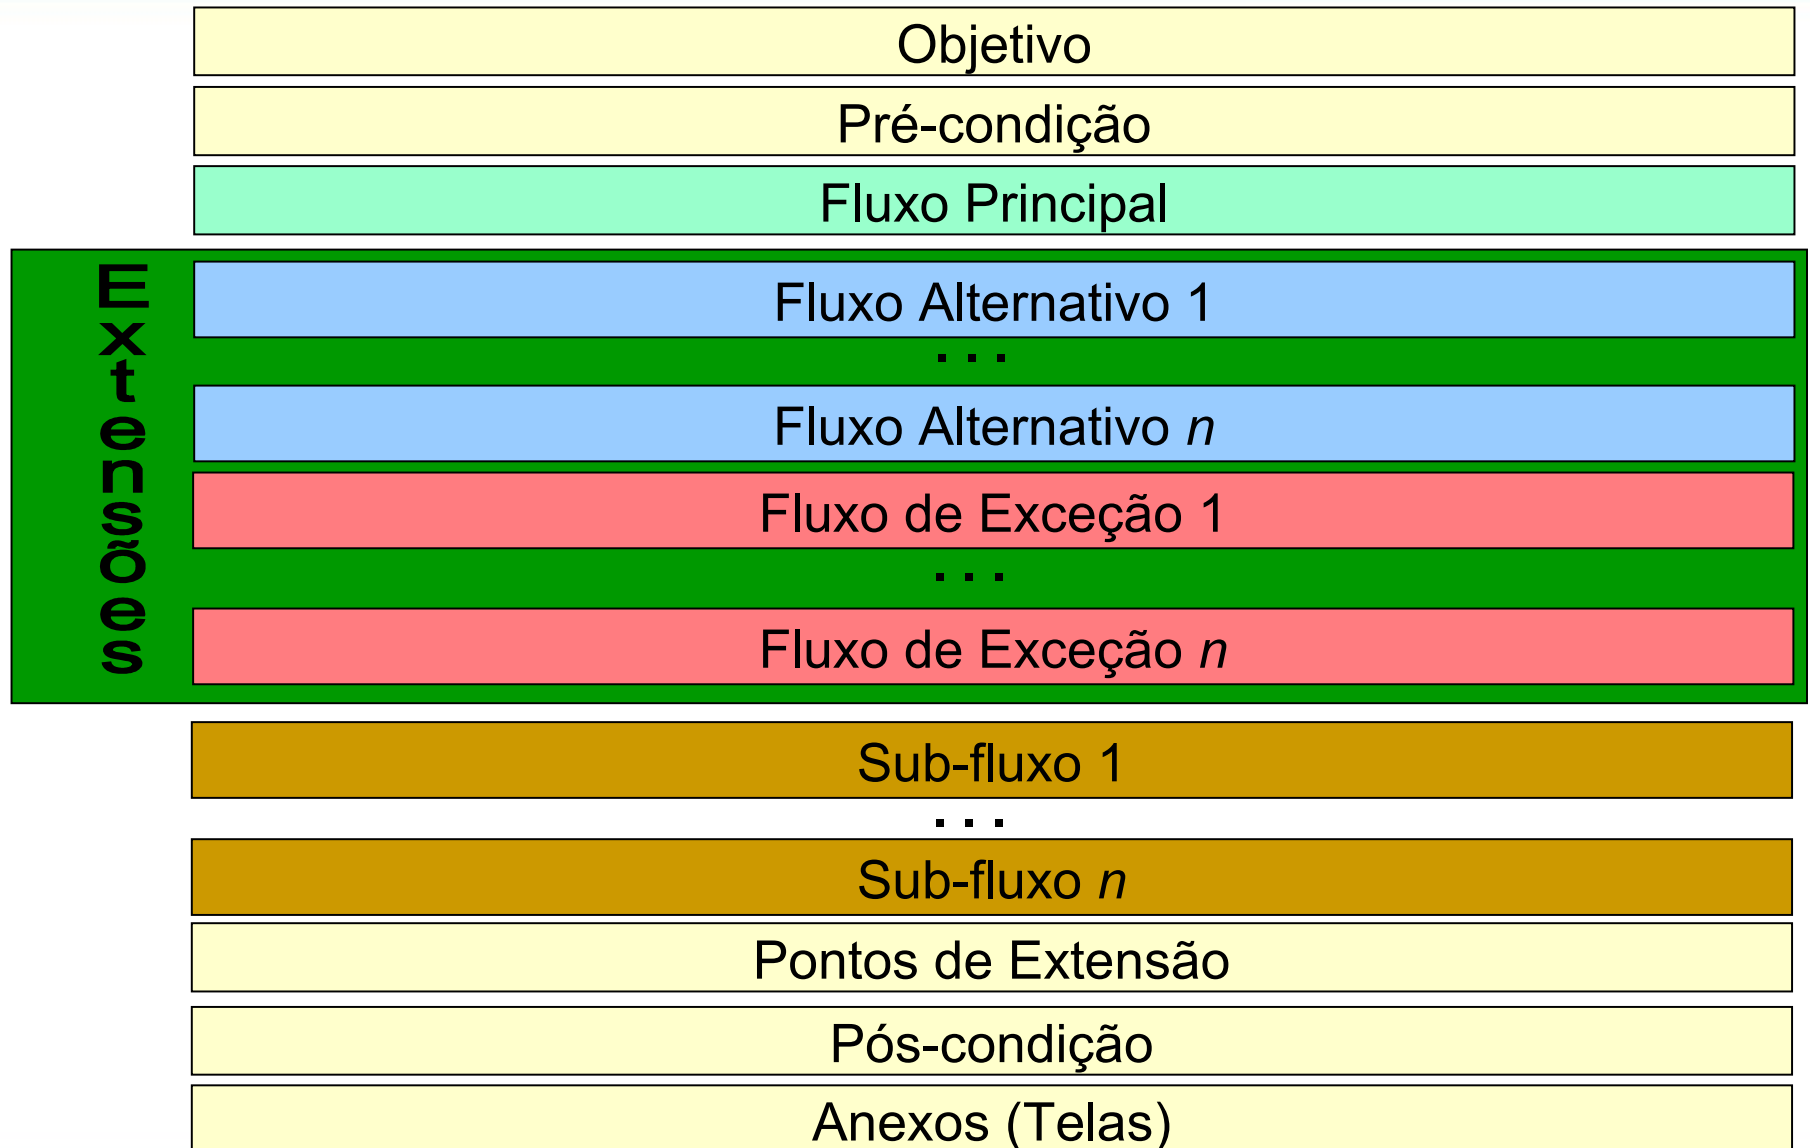 Objetivo
Pré-condição
Fluxo Principal
Extensões
Fluxo Alternativo 1
...
Fluxo Alternativo n
Fluxo de Exceção 1
...
Fluxo de Exceção n
Sub-fluxo 1
...
Sub-fluxo n
Pontos de Extensão
Pós-condição
Anexos (Telas)